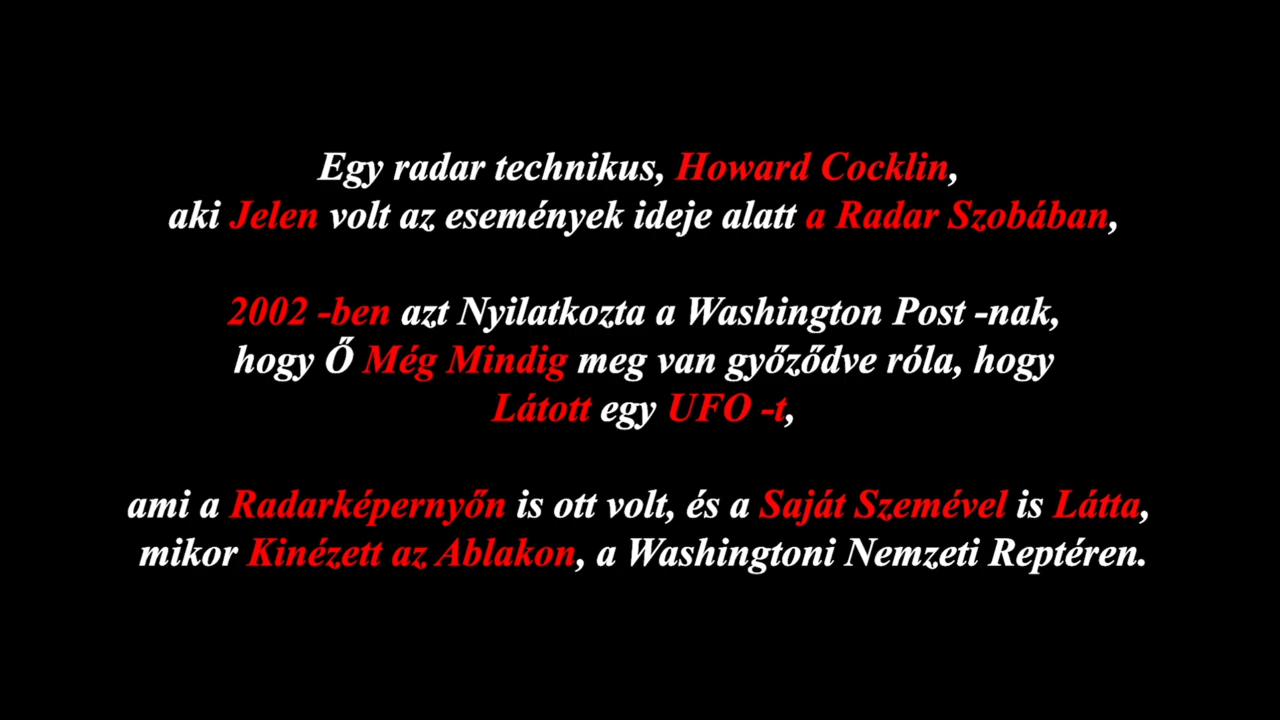 Egy radar technikus, Howard Cocklin,
aki Jelen volt az események ideje alatt a Radar Szobában,
2002 -ben azt Nyilatkozta a Washington Post -nak,
hogy Ő Még Mindig meg van győződve róla, hogy
Látott egy UFO -t,
ami a Radarképernyőn is ott volt, és a Saját Szemével is Látta,
mikor Kinézett az Ablakon, a Washingtoni Nemzeti Reptéren.